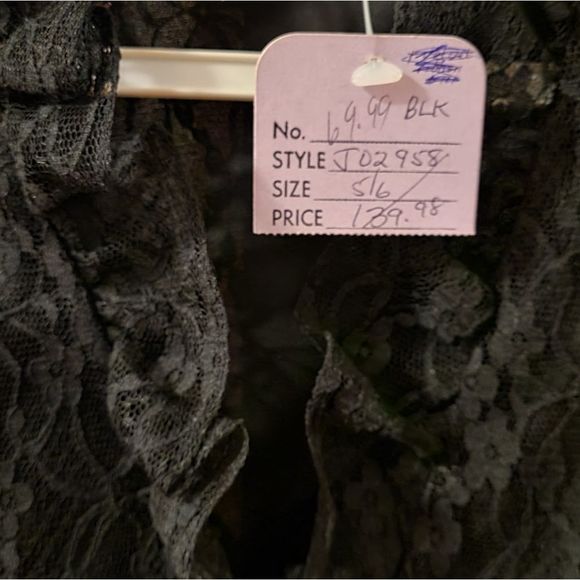 No. 69.99 BLK
STYLE J02958
SIZE 5/6
PRICE 139.98